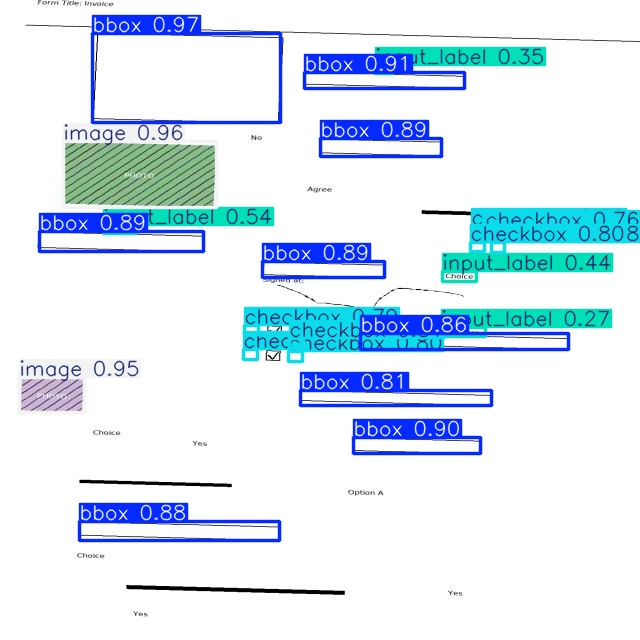 Form Title: Invoice
bbox 0.97
input_label 0.35
bbox 0.91
image 0.96
No
bbox 0.89
PHOTO
Agree
input_label 0.54
bbox 0.89
checkbox 0.76
checkbox 0.808
bbox 0.89
input_label 0.44
Choice
Signed at:
checkbox 0.79
input_label 0.27
bbox 0.86
image 0.95
bbox 0.81
PHOTO
bbox 0.90
Choice
Yes
Option A
bbox 0.88
Choice
Yes
Yes